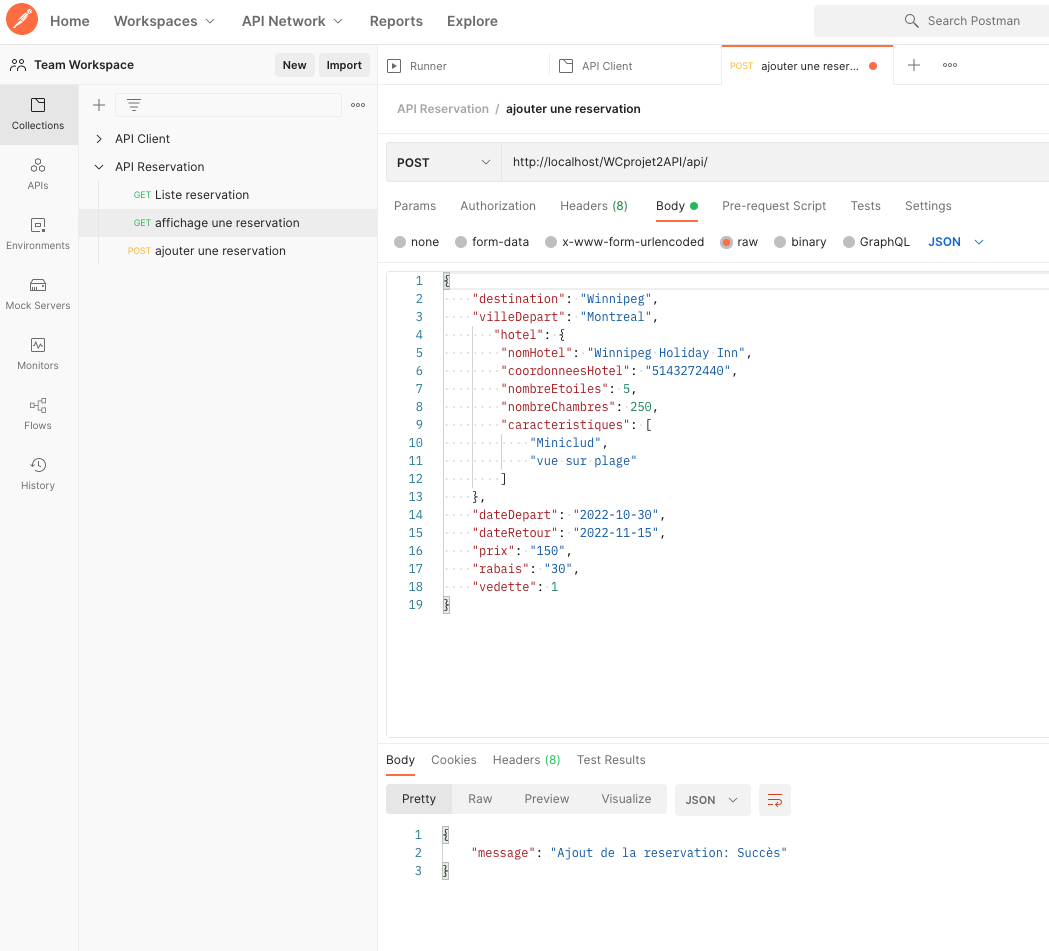 Home Workspaces API Network Reports Explore Search Postman
Team Workspace New Import
Runner API Client POST ajouter une reser...
Collections
APIs
Environments
Mock Servers
Monitors
Flows
History
API Client
API Reservation
GET Liste reservation
GET affichage une reservation
POST ajouter une reservation
API Reservation / ajouter une reservation
POST http://localhost/WCprojet2API/api/
Params Authorization Headers (8) Body Pre-request Script Tests Settings
none form-data x-www-form-urlencoded raw binary GraphQL JSON
1 {
2 "destination": "Winnipeg",
3 "villeDepart": "Montreal",
4 "hotel": {
5 "nomHotel": "Winnipeg Holiday Inn",
6 "coordonneesHotel": "5143272440",
7 "nombreEtoiles": 5,
8 "nombreChambres": 250,
9 "caracteristiques": [
10 "Miniclud",
11 "vue sur plage"
12 ]
13 },
14 "dateDepart": "2022-10-30",
15 "dateRetour": "2022-11-15",
16 "prix": "150",
17 "rabais": "30",
18 "vedette": 1
19 }
Body Cookies Headers (8) Test Results
Pretty Raw Preview Visualize JSON
1 {
2 "message": "Ajout de la reservation: Succès"
3 }